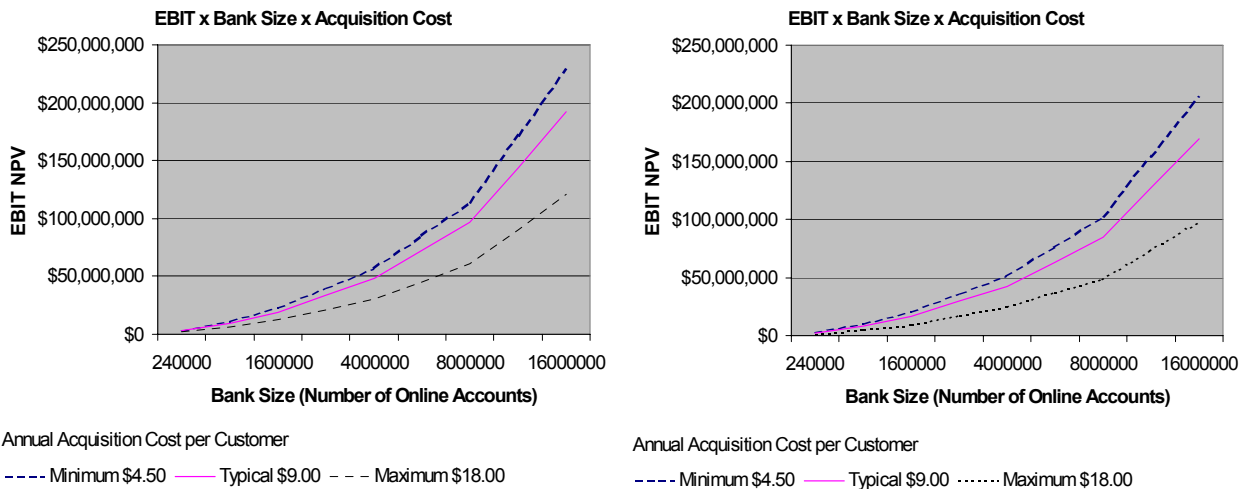 EBIT x Bank Size x Acquisition Cost
$250,000,000
$200,000,000
$150,000,000
$100,000,000
$50,000,000
$0
EBIT NPV
240000 1600000 4000000 8000000 16000000
Bank Size (Number of Online Accounts)
Annual Acquisition Cost per Customer
Minimum $4.50 Typical $9.00 Maximum $18.00
EBIT x Bank Size x Acquisition Cost
$250,000,000
$200,000,000
$150,000,000
$100,000,000
$50,000,000
$0
EBIT NPV
240000 1600000 4000000 8000000 16000000
Bank Size (Number of Online Accounts)
Annual Acquisition Cost per Customer
Minimum $4.50 Typical $9.00 Maximum $18.00